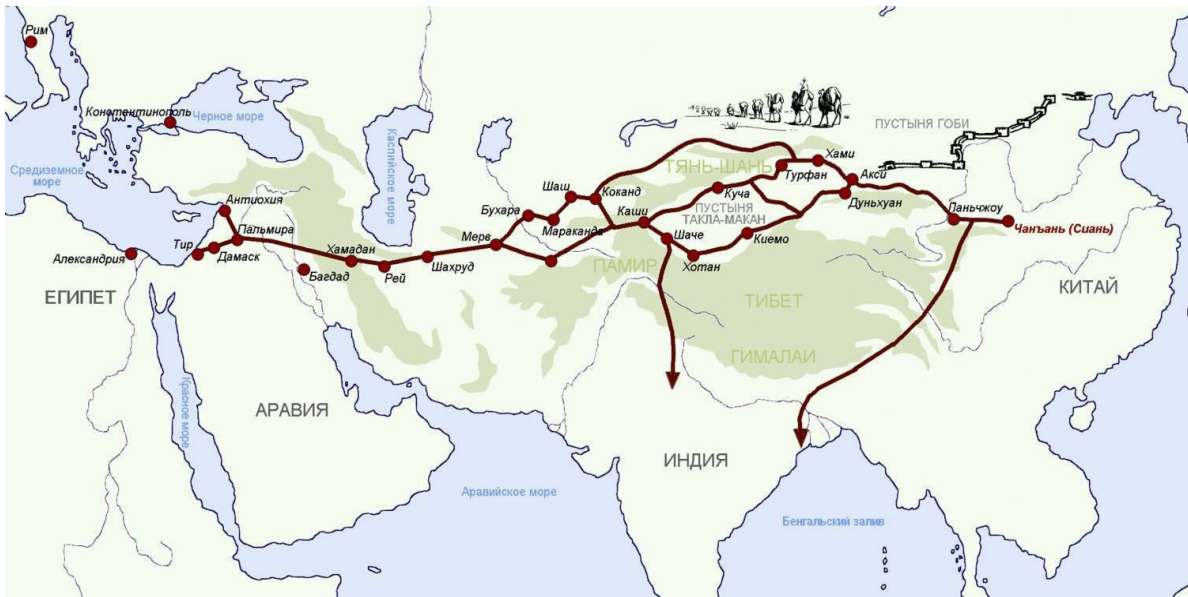 Рим
Константинополь
Черное море
Каспийское море
ПУСТЫНЯ ГОБИ
Средиземное
море
ТЯНЬ-ШАНЬ
Хами
Турфан
Акси
Куча
Шаш
Коканд
Антиохия
ПУСТЫНЯ
ТАКЛА-МАКАН
Дуньхуан
Бухара
Мараканда
Каши
Ланьчжоу
Чанъань (Сиань)
Пальмира
Шаче
Киемо
Тир
Дамаск
Хамадан
Мерв
Александрия
Багдад
Рей
Шахруд
ПАМИР
Хотан
ЕГИПЕТ
ТИБЕТ
КИТАЙ
ГИМАЛАИ
Красное море
АРАВИЯ
ИНДИЯ
Аравийское море
Бенгальский залив